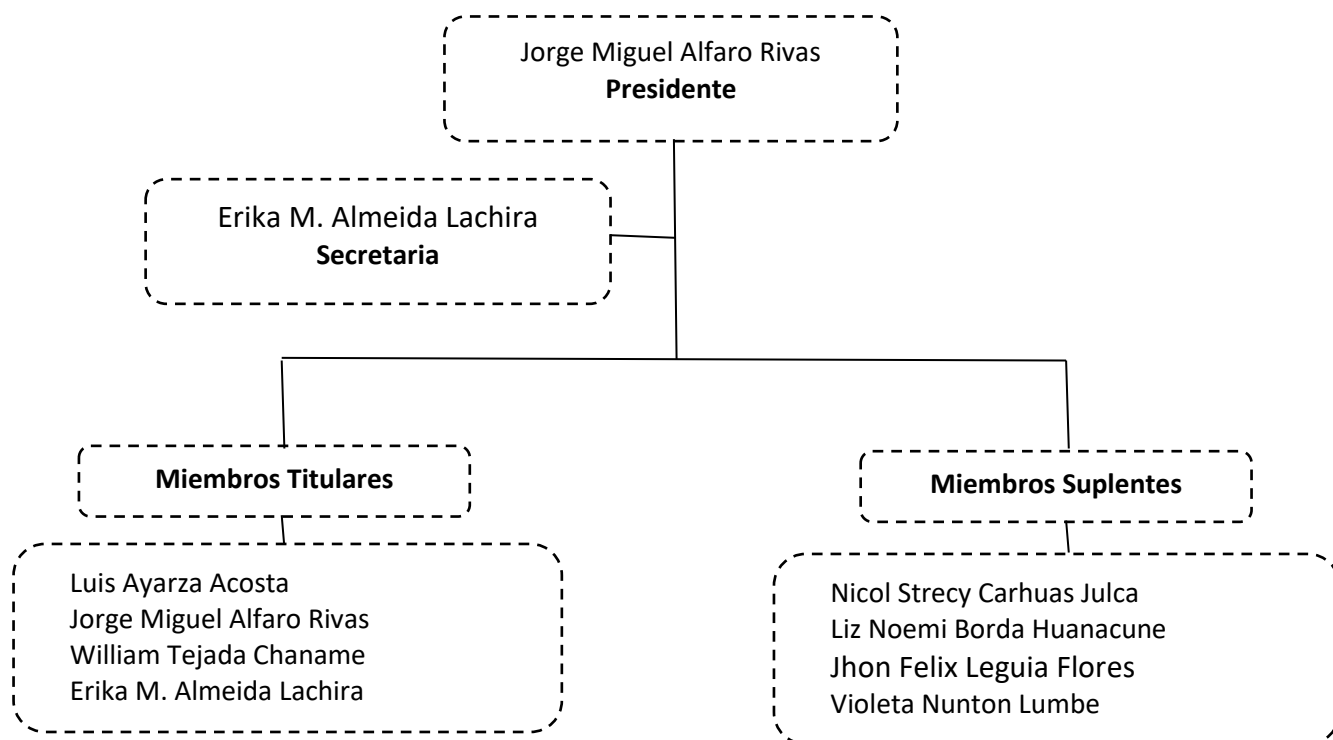 Jorge Miguel Alfaro Rivas
Presidente
Erika M. Almeida Lachira
Secretaria
Miembros Titulares
Luis Ayarza Acosta
Jorge Miguel Alfaro Rivas
William Tejada Chaname
Erika M. Almeida Lachira
Miembros Suplentes
Nicol Strecy Carhuas Julca
Liz Noemi Borda Huanacune
Jhon Felix Leguia Flores
Violeta Nunton Lumbe